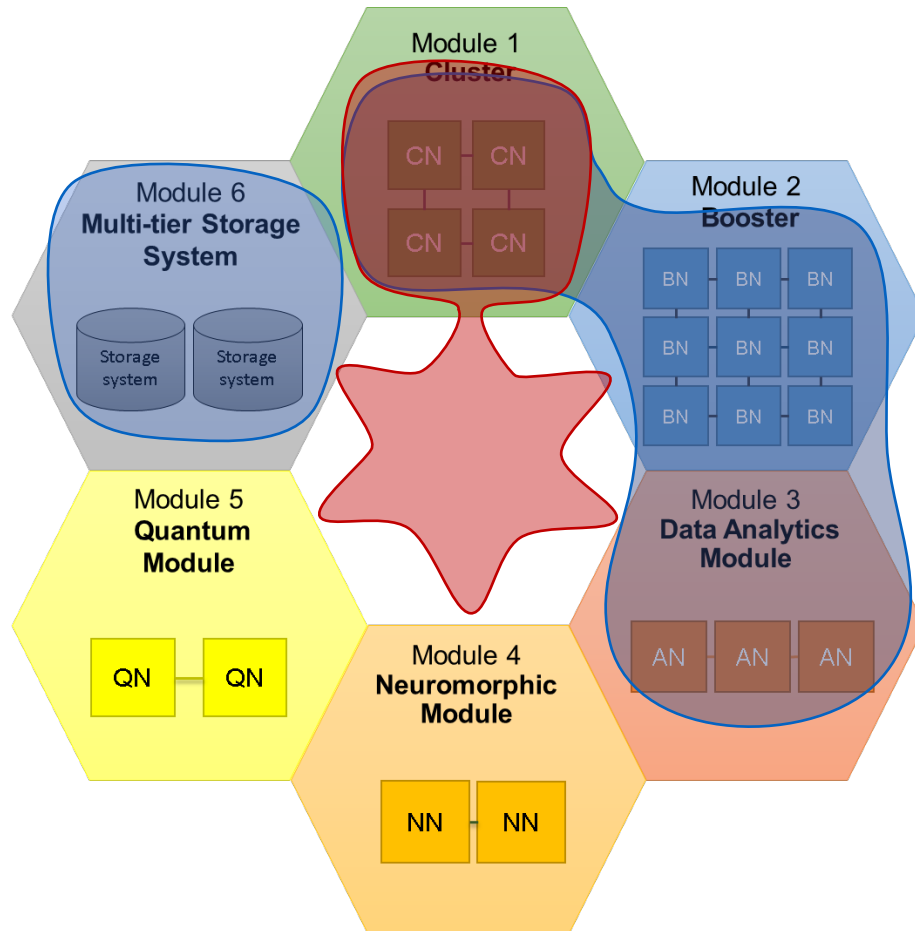 Module 1
Cluster
CN CN
CN CN
Module 2
Booster
BN BN BN
BN BN BN
BN BN BN
Module 3
Data Analytics
Module
AN AN AN
Module 4
Neuromorphic
Module
NN NN
Module 5
Quantum
Module
QN QN
Module 6
Multi-tier Storage
System
Storage
system
Storage
system